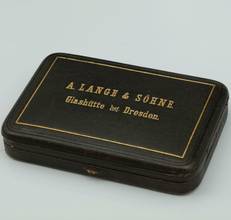 A. LANGE & SÖHNE
Glashütte bei Dresden.